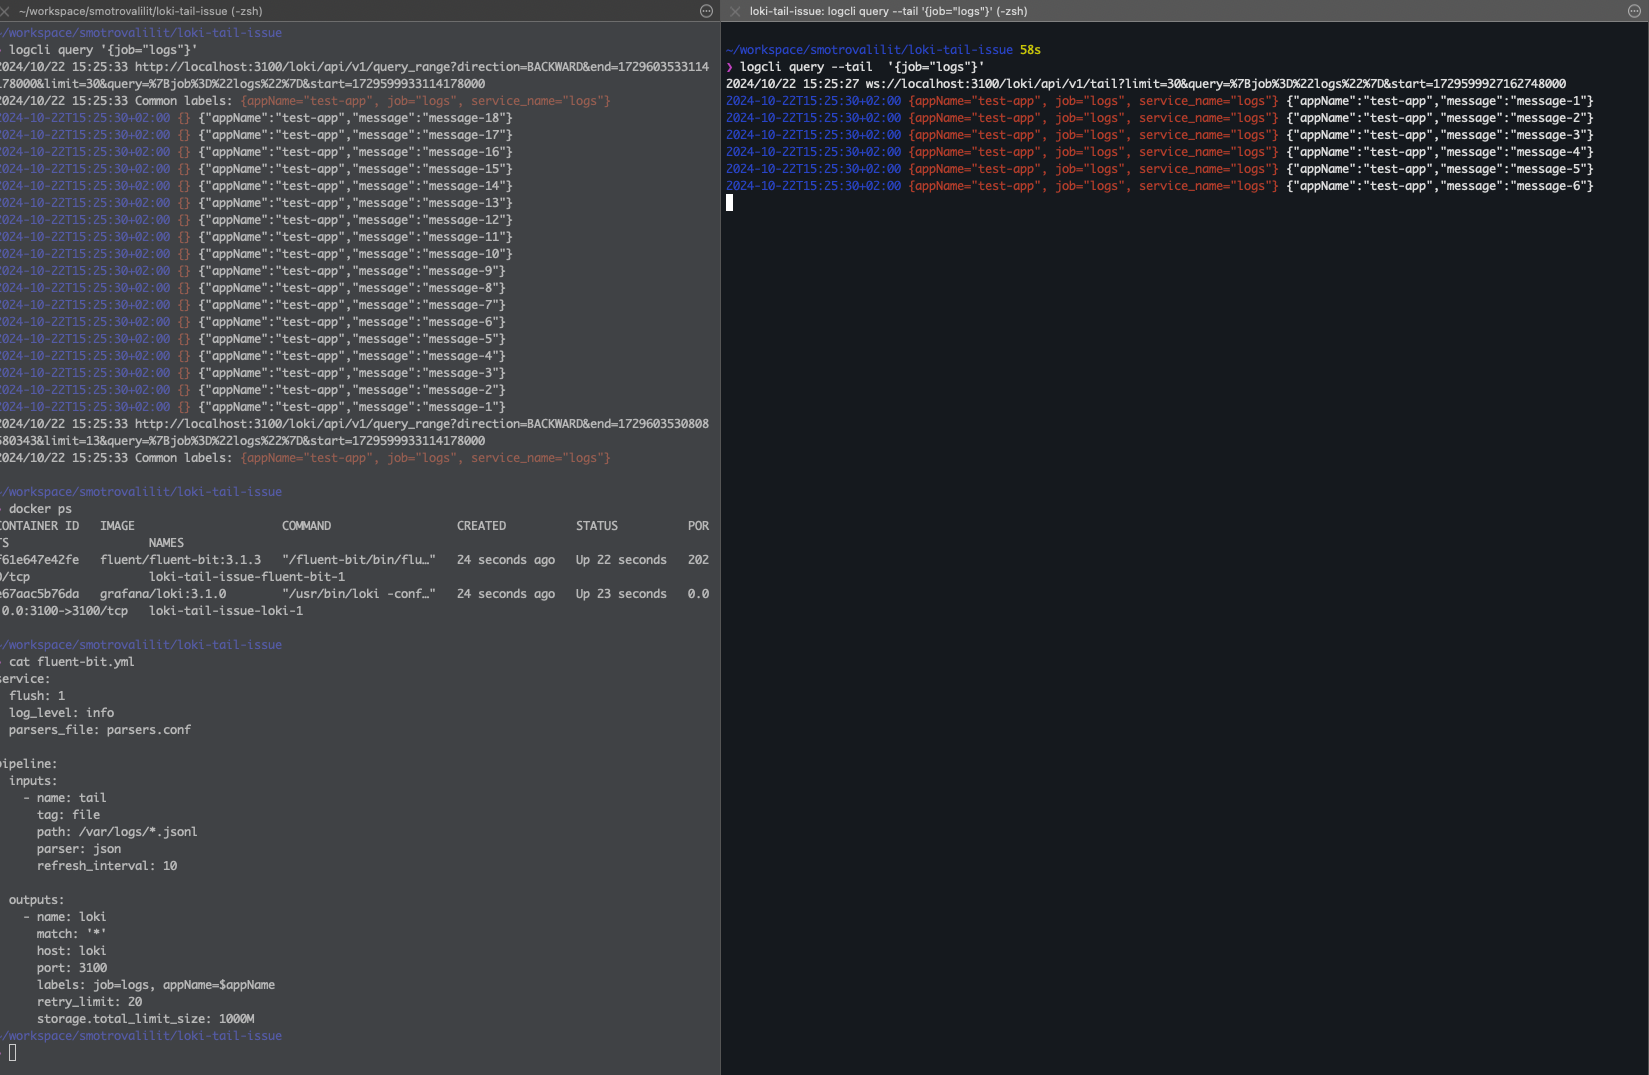 ~/workspace/smotrovalilit/loki-tail-issue (-zsh)
~/workspace/smotrovalilit/loki-tail-issue
logcli query '{job="logs"}'
2024/10/22 15:25:33 http://localhost:3100/loki/api/v1/query_range?direction=BACKWARD&end=1729603533114
178000&limit=30&query=%7Bjob%3D%22logs%22%7D&start=1729599933114178000
2024/10/22 15:25:33 Common labels: {appName="test-app", job="logs", service_name="logs"}
2024-10-22T15:25:30+02:00 {} {"appName":"test-app","message":"message-18"}
2024-10-22T15:25:30+02:00 {} {"appName":"test-app","message":"message-17"}
2024-10-22T15:25:30+02:00 {} {"appName":"test-app","message":"message-16"}
2024-10-22T15:25:30+02:00 {} {"appName":"test-app","message":"message-15"}
2024-10-22T15:25:30+02:00 {} {"appName":"test-app","message":"message-14"}
2024-10-22T15:25:30+02:00 {} {"appName":"test-app","message":"message-13"}
2024-10-22T15:25:30+02:00 {} {"appName":"test-app","message":"message-12"}
2024-10-22T15:25:30+02:00 {} {"appName":"test-app","message":"message-11"}
2024-10-22T15:25:30+02:00 {} {"appName":"test-app","message":"message-10"}
2024-10-22T15:25:30+02:00 {} {"appName":"test-app","message":"message-9"}
2024-10-22T15:25:30+02:00 {} {"appName":"test-app","message":"message-8"}
2024-10-22T15:25:30+02:00 {} {"appName":"test-app","message":"message-7"}
2024-10-22T15:25:30+02:00 {} {"appName":"test-app","message":"message-6"}
2024-10-22T15:25:30+02:00 {} {"appName":"test-app","message":"message-5"}
2024-10-22T15:25:30+02:00 {} {"appName":"test-app","message":"message-4"}
2024-10-22T15:25:30+02:00 {} {"appName":"test-app","message":"message-3"}
2024-10-22T15:25:30+02:00 {} {"appName":"test-app","message":"message-2"}
2024-10-22T15:25:30+02:00 {} {"appName":"test-app","message":"message-1"}
2024/10/22 15:25:33 http://localhost:3100/loki/api/v1/query_range?direction=BACKWARD&end=1729603530808
580343&limit=13&query=%7Bjob%3D%22logs%22%7D&start=1729599933114178000
2024/10/22 15:25:33 Common labels: {appName="test-app", job="logs", service_name="logs"}
~/workspace/smotrovalilit/loki-tail-issue
docker ps
CONTAINER ID   IMAGE                     COMMAND                  CREATED          STATUS          POR
TS                    NAMES
f61e647e42fe   fluent/fluent-bit:3.1.3   "/fluent-bit/bin/flu…"   24 seconds ago   Up 22 seconds   202
0/tcp                 loki-tail-issue-fluent-bit-1
e67aac5b76da   grafana/loki:3.1.0        "/usr/bin/loki -conf…"   24 seconds ago   Up 23 seconds   0.0
.0.0:3100->3100/tcp   loki-tail-issue-loki-1
~/workspace/smotrovalilit/loki-tail-issue
cat fluent-bit.yml
service:
  flush: 1
  log_level: info
  parsers_file: parsers.conf
pipeline:
  inputs:
    - name: tail
      tag: file
      path: /var/logs/*.jsonl
      parser: json
      refresh_interval: 10
  outputs:
    - name: loki
      match: '*'
      host: loki
      port: 3100
      labels: job=logs, appName=$appName
      retry_limit: 20
      storage.total_limit_size: 1000M
~/workspace/smotrovalilit/loki-tail-issue
loki-tail-issue: logcli query --tail '{job="logs"}' (-zsh)
~/workspace/smotrovalilit/loki-tail-issue 58s
❯ logcli query --tail  '{job="logs"}'
2024/10/22 15:25:27 ws://localhost:3100/loki/api/v1/tail?limit=30&query=%7Bjob%3D%22logs%22%7D&start=1729599927162748000
2024-10-22T15:25:30+02:00 {appName="test-app", job="logs", service_name="logs"} {"appName":"test-app","message":"message-1"}
2024-10-22T15:25:30+02:00 {appName="test-app", job="logs", service_name="logs"} {"appName":"test-app","message":"message-2"}
2024-10-22T15:25:30+02:00 {appName="test-app", job="logs", service_name="logs"} {"appName":"test-app","message":"message-3"}
2024-10-22T15:25:30+02:00 {appName="test-app", job="logs", service_name="logs"} {"appName":"test-app","message":"message-4"}
2024-10-22T15:25:30+02:00 {appName="test-app", job="logs", service_name="logs"} {"appName":"test-app","message":"message-5"}
2024-10-22T15:25:30+02:00 {appName="test-app", job="logs", service_name="logs"} {"appName":"test-app","message":"message-6"}